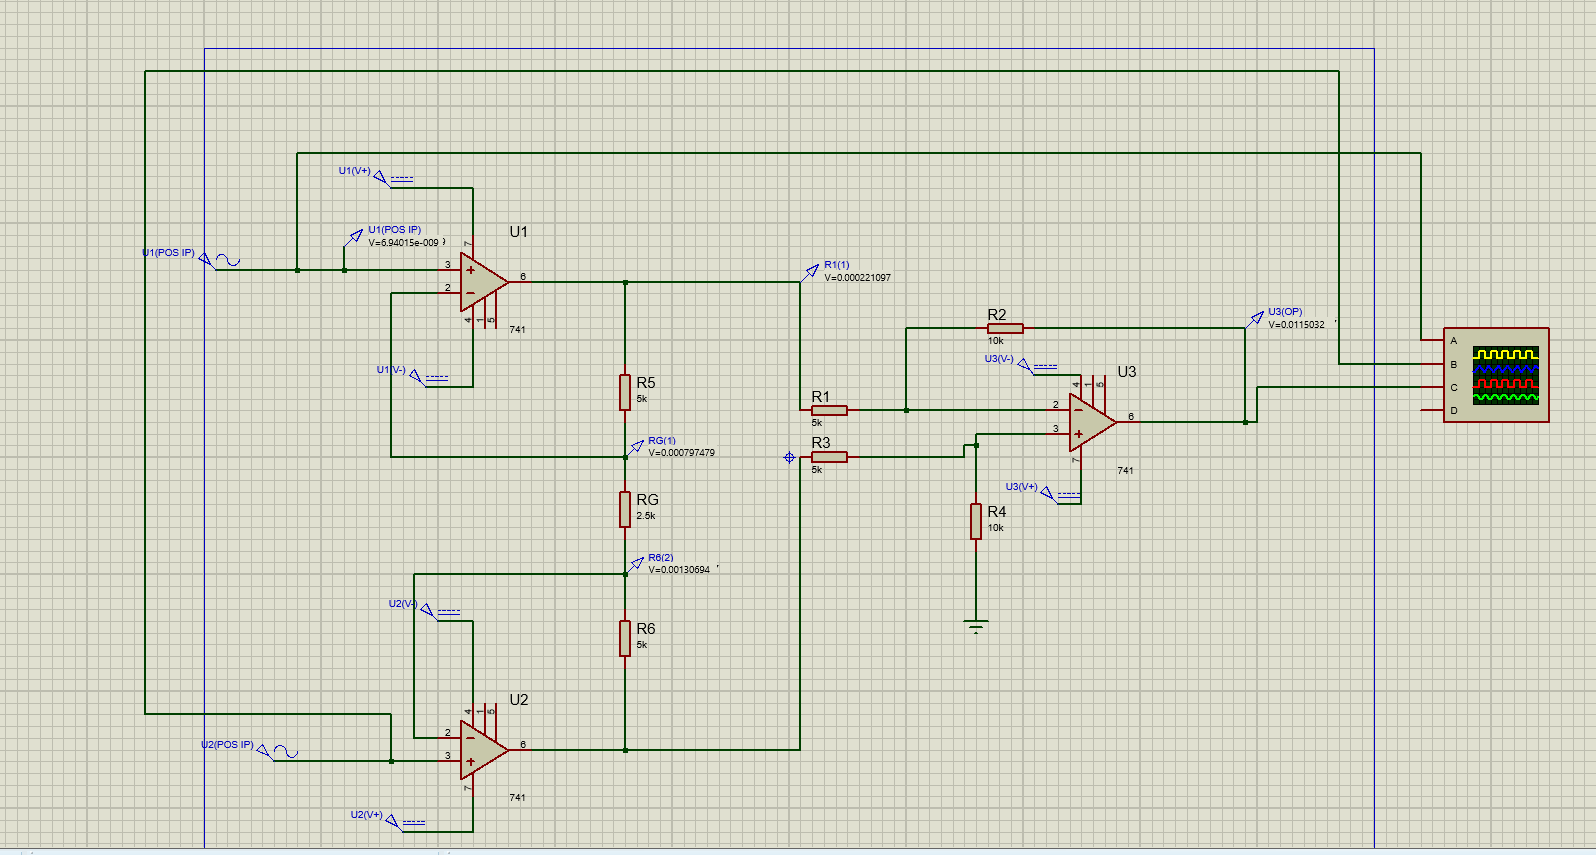 U1(V+)
U1(POS IP)
V=6.94015e-009
U1(POS IP)
U1
7
3
2
6
4
1
5
741
U1(V-)
R1(1)
V=0.000221097
R5
5k
RG(1)
V=0.000797479
RG
2.5k
R6(2)
V=0.00130694
R6
5k
R1
5k
R3
5k
R2
10k
U3(V-)
U3
4
1
5
2
3
6
7
741
U3(V+)
R4
10k
U3(OP)
V=0.0115032
A
B
C
D
U2(V-)
U2
4
1
5
2
3
6
7
741
U2(POS IP)
U2(V+)